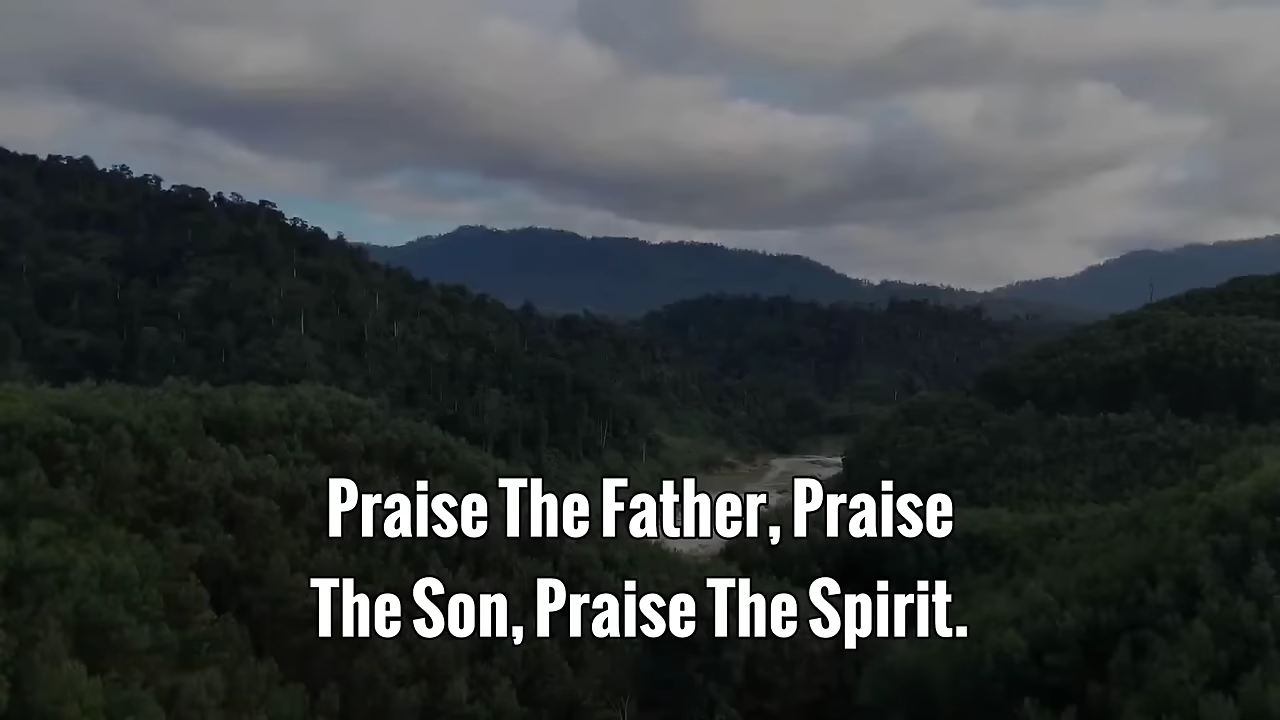 Praise The Father, Praise
The Son, Praise The Spirit.